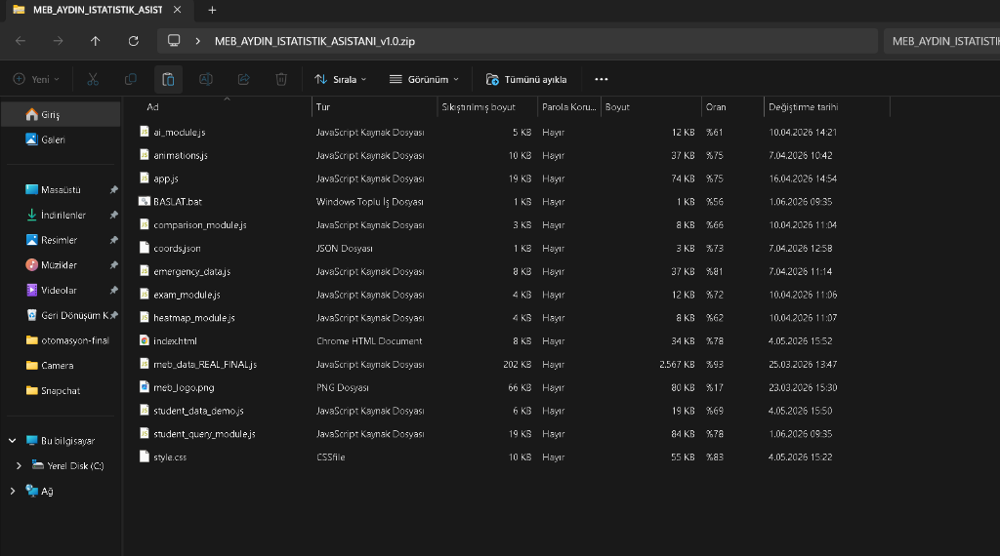 MEB_AYDIN_ISTATISTIK_ASIST
MEB_AYDIN_ISTATISTIK_ASISTANI_v1.0.zip
MEB_AYDIN_ISTATISTIK
Yeni
Sırala
Görünüm
Tümünü ayıkla
Giriş
Galeri
Masaüstü
İndirilenler
Resimler
Müzikler
Videolar
Geri Dönüşüm K
otomasyon-final
Camera
Snapchat
Bu bilgisayar
Yerel Disk (C:)
Ağ
Ad Tür Sıkıştırılmış boyut Parola Koru... Boyut Oran Değiştirme tarihi
ai_module.js JavaScript Kaynak Dosyası 5 KB Hayır 12 KB %61 10.04.2026 14:21
animations.js JavaScript Kaynak Dosyası 10 KB Hayır 37 KB %75 7.04.2026 10:42
app.js JavaScript Kaynak Dosyası 19 KB Hayır 74 KB %75 16.04.2026 14:54
BASLAT.bat Windows Toplu İş Dosyası 1 KB Hayır 1 KB %56 1.06.2026 09:35
comparison_module.js JavaScript Kaynak Dosyası 3 KB Hayır 8 KB %66 10.04.2026 11:04
coords.json JSON Dosyası 1 KB Hayır 3 KB %73 7.04.2026 12:58
emergency_data.js JavaScript Kaynak Dosyası 8 KB Hayır 37 KB %81 7.04.2026 11:14
exam_module.js JavaScript Kaynak Dosyası 4 KB Hayır 12 KB %72 10.04.2026 11:06
heatmap_module.js JavaScript Kaynak Dosyası 4 KB Hayır 8 KB %62 10.04.2026 11:07
index.html Chrome HTML Document 8 KB Hayır 34 KB %78 4.05.2026 15:52
meb_data_REAL_FINAL.js JavaScript Kaynak Dosyası 202 KB Hayır 2.567 KB %93 25.03.2026 13:47
meb_logo.png PNG Dosyası 66 KB Hayır 80 KB %17 23.03.2026 15:30
student_data_demo.js JavaScript Kaynak Dosyası 6 KB Hayır 19 KB %69 4.05.2026 15:50
student_query_module.js JavaScript Kaynak Dosyası 19 KB Hayır 84 KB %78 1.06.2026 09:35
style.css CSSfile 10 KB Hayır 55 KB %83 4.05.2026 15:22